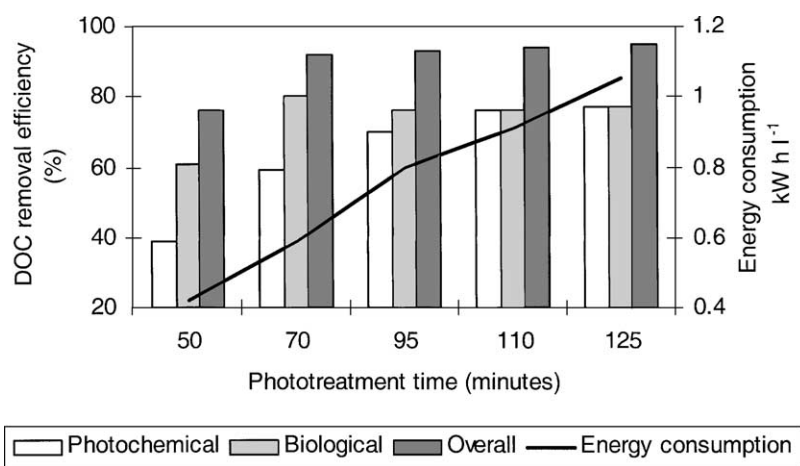 100
80
60
40
20
DOC removal efficiency
(%)
1.2
1
0.8
0.6
0.4
Energy consumption
kW h l⁻¹
50 70 95 110 125
Phototreatment time (minutes)
Photochemical Biological Overall Energy consumption